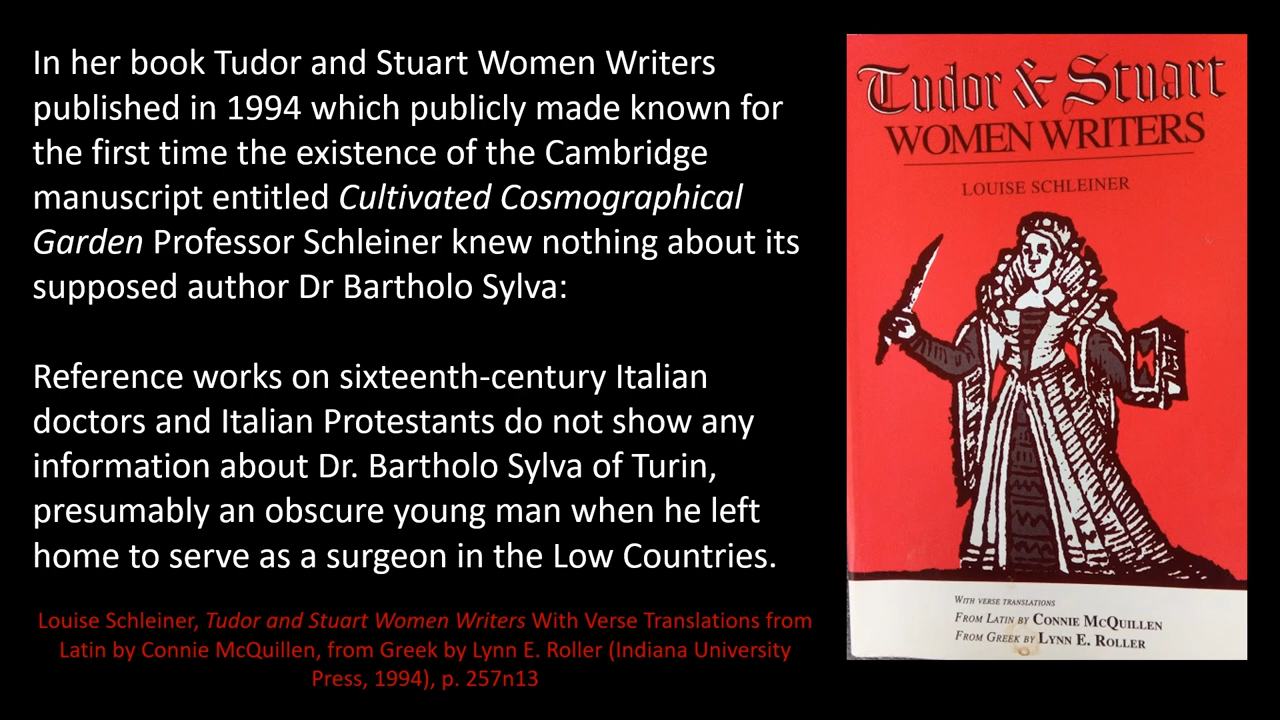 In her book Tudor and Stuart Women Writers
published in 1994 which publicly made known for
the first time the existence of the Cambridge
manuscript entitled Cultivated Cosmographical
Garden Professor Schleiner knew nothing about its
supposed author Dr Bartholo Sylva:
Reference works on sixteenth-century Italian
doctors and Italian Protestants do not show any
information about Dr. Bartholo Sylva of Turin,
presumably an obscure young man when he left
home to serve as a surgeon in the Low Countries.
Louise Schleiner, Tudor and Stuart Women Writers With Verse Translations from
Latin by Connie McQuillen, from Greek by Lynn E. Roller (Indiana University
Press, 1994), p. 257n13
Tudor & Stuart
WOMEN WRITERS
LOUISE SCHLEINER
WITH VERSE TRANSLATIONS
FROM LATIN BY CONNIE MCQUILLEN
FROM GREEK BY LYNN E. ROLLER